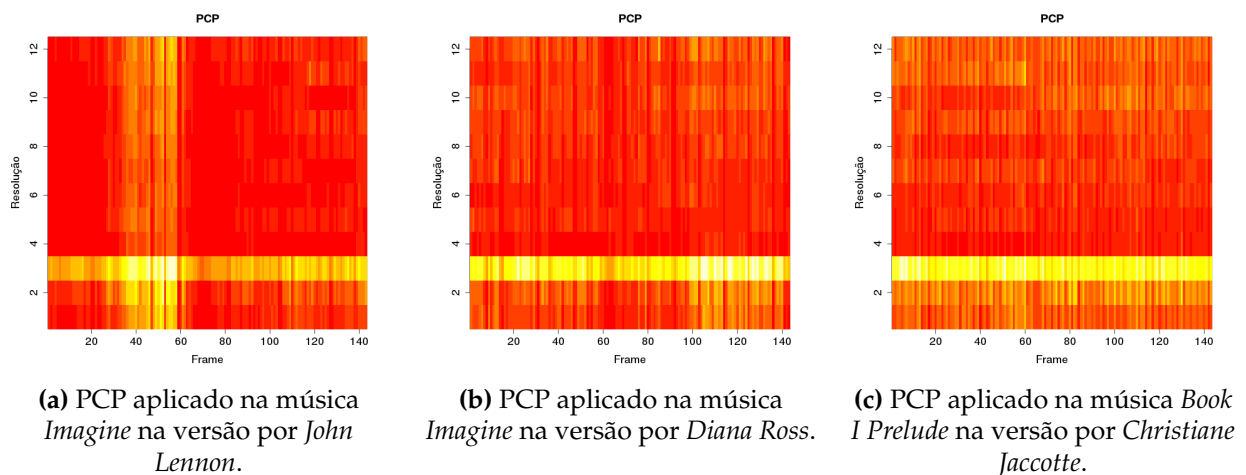 PCP
12
10
8
6
4
2
Resolução
20 40 60 80 100 120 140
Frame
(a) PCP aplicado na música
Imagine na versão por John
Lennon.
PCP
12
10
8
6
4
2
Resolução
20 40 60 80 100 120 140
Frame
(b) PCP aplicado na música
Imagine na versão por Diana Ross.
PCP
12
10
8
6
4
2
Resolução
20 40 60 80 100 120 140
Frame
(c) PCP aplicado na música Book
I Prelude na versão por Christiane
Jaccotte.